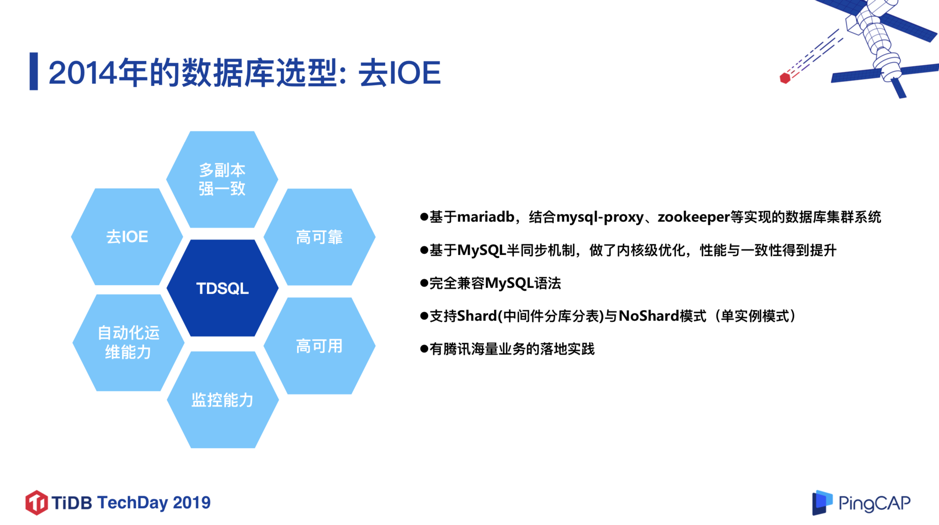 2014年的数据库选型: 去IOE
多副本
强一致
去IOE
高可靠
TDSQL
自动化运
维能力
高可用
监控能力
●基于mariadb，结合mysql-proxy、zookeeper等实现的数据库集群系统
●基于MySQL半同步机制，做了内核级优化，性能与一致性得到提升
●完全兼容MySQL语法
●支持Shard(中间件分库分表)与NoShard模式（单实例模式）
●有腾讯海量业务的落地实践
TiDB TechDay 2019
PingCAP